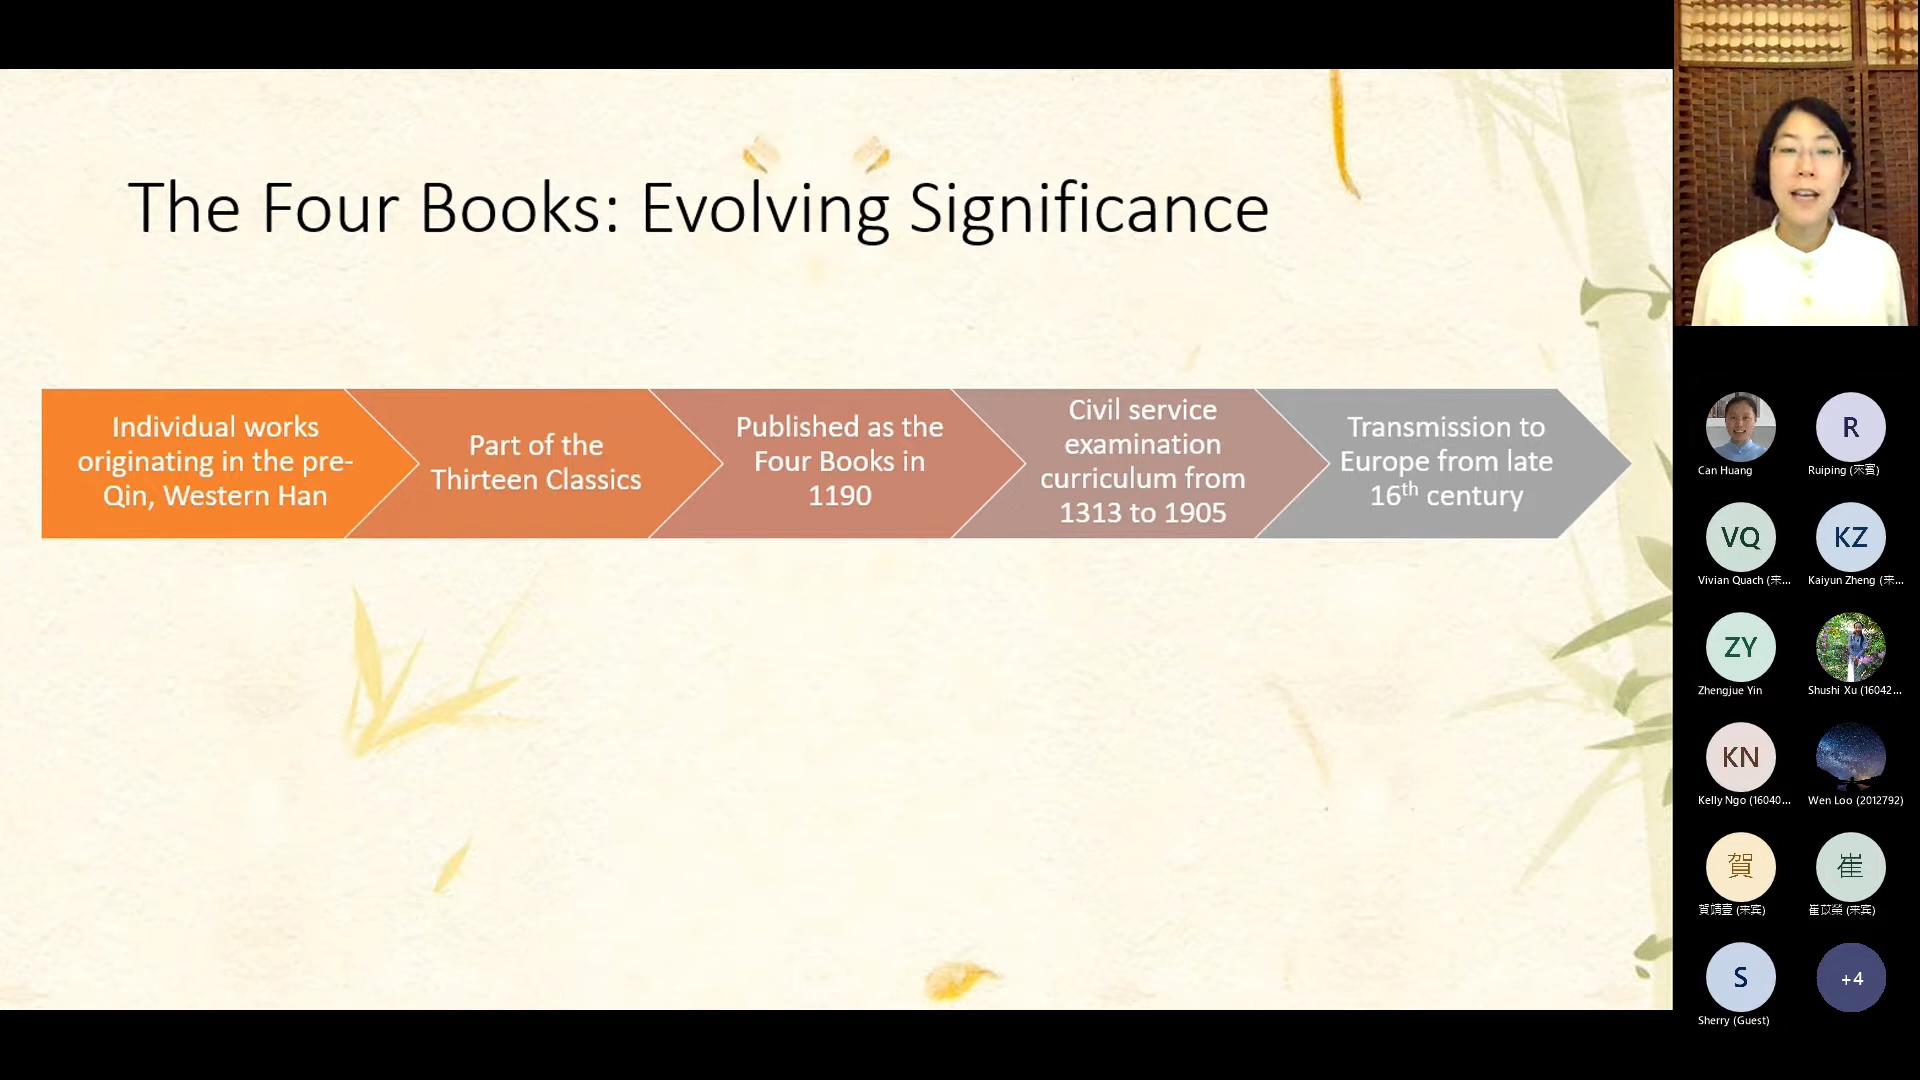 The Four Books: Evolving Significance
Individual works
originating in the pre-
Qin, Western Han
Part of the
Thirteen Classics
Published as the
Four Books in
1190
Civil service
examination
curriculum from
1313 to 1905
Transmission to
Europe from late
16th century
Can Huang
R
Ruiping (来宾)
VQ
Vivian Quach (来...
KZ
Kaiyun Zheng (来...
ZY
Zhengjue Yin
Shushi Xu (16042...
KN
Kelly Ngo (16040...
Wen Loo (2012792)
賀
賀靖壹 (来宾)
崔
崔苡榮 (来宾)
S
Sherry (Guest)
+4